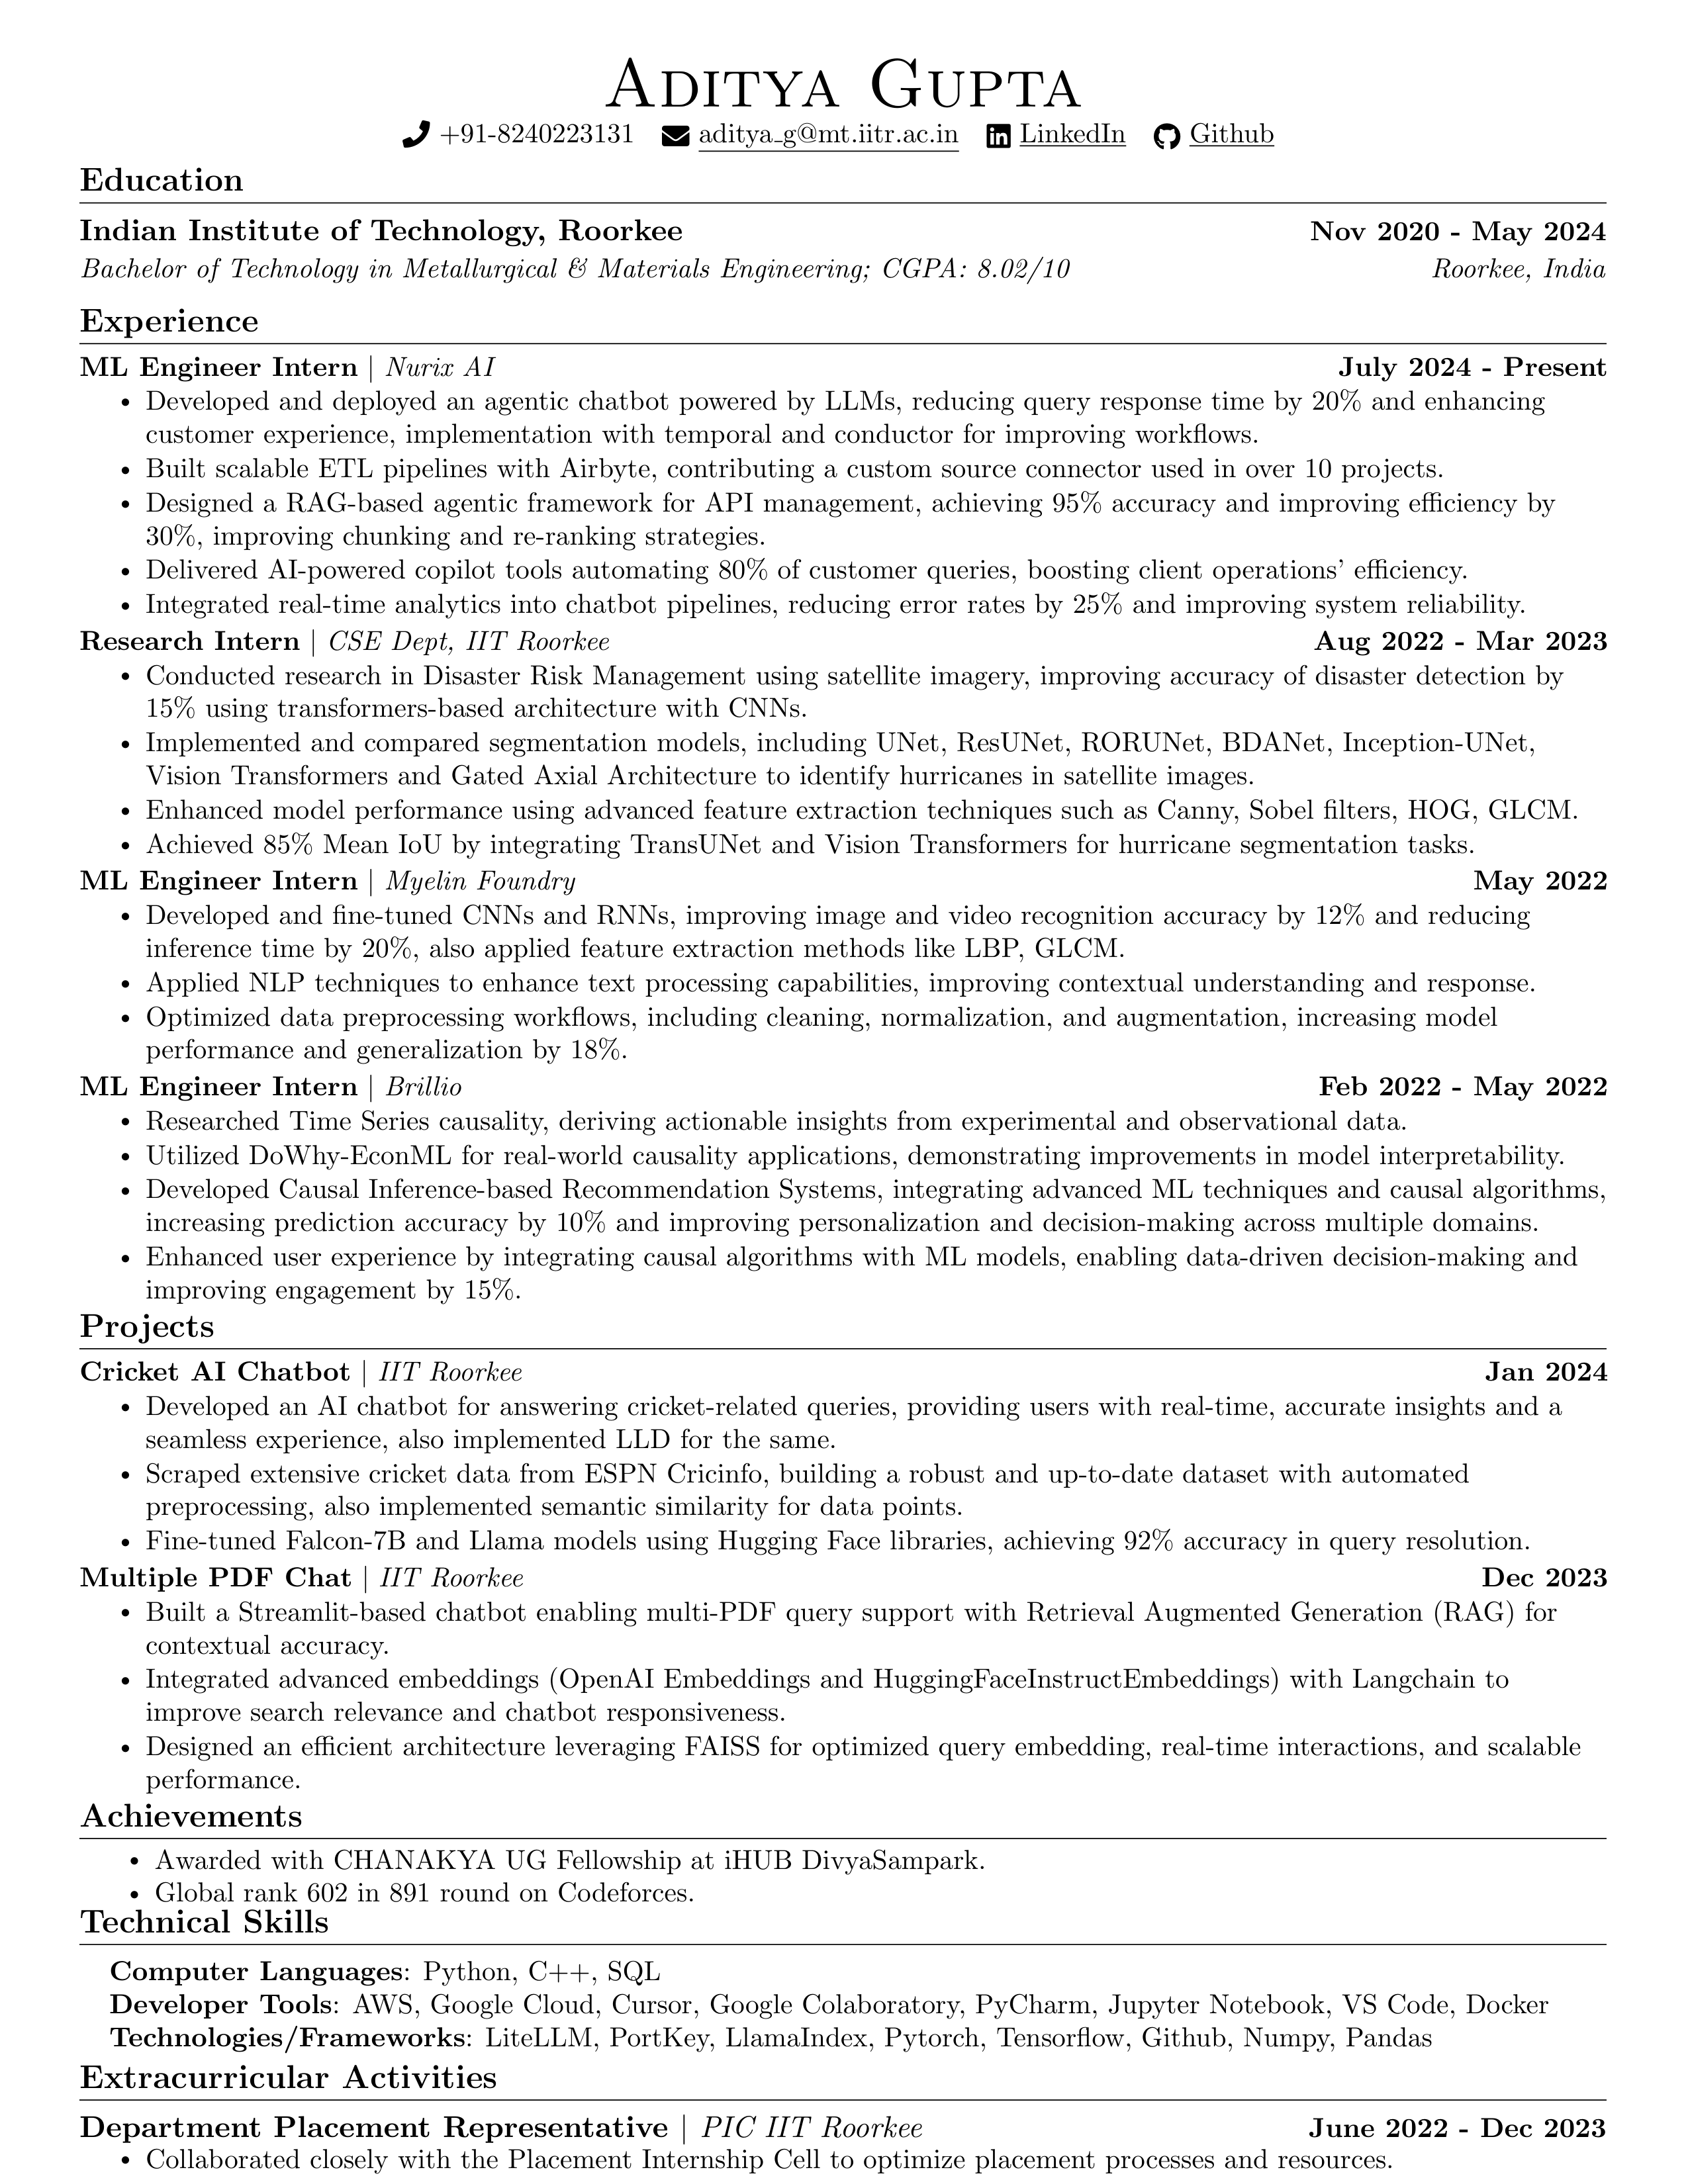 Aditya Gupta
+91-8240223131 aditya_g@mt.iitr.ac.in LinkedIn Github
Education
Indian Institute of Technology, Roorkee Nov 2020 - May 2024
Bachelor of Technology in Metallurgical & Materials Engineering; CGPA: 8.02/10 Roorkee, India
Experience
ML Engineer Intern | Nurix AI July 2024 - Present
• Developed and deployed an agentic chatbot powered by LLMs, reducing query response time by 20% and enhancing
customer experience, implementation with temporal and conductor for improving workflows.
• Built scalable ETL pipelines with Airbyte, contributing a custom source connector used in over 10 projects.
• Designed a RAG-based agentic framework for API management, achieving 95% accuracy and improving efficiency by
30%, improving chunking and re-ranking strategies.
• Delivered AI-powered copilot tools automating 80% of customer queries, boosting client operations' efficiency.
• Integrated real-time analytics into chatbot pipelines, reducing error rates by 25% and improving system reliability.
Research Intern | CSE Dept, IIT Roorkee Aug 2022 - Mar 2023
• Conducted research in Disaster Risk Management using satellite imagery, improving accuracy of disaster detection by
15% using transformers-based architecture with CNNs.
• Implemented and compared segmentation models, including UNet, ResUNet, RORUNet, BDANet, Inception-UNet,
Vision Transformers and Gated Axial Architecture to identify hurricanes in satellite images.
• Enhanced model performance using advanced feature extraction techniques such as Canny, Sobel filters, HOG, GLCM.
• Achieved 85% Mean IoU by integrating TransUNet and Vision Transformers for hurricane segmentation tasks.
ML Engineer Intern | Myelin Foundry May 2022
• Developed and fine-tuned CNNs and RNNs, improving image and video recognition accuracy by 12% and reducing
inference time by 20%, also applied feature extraction methods like LBP, GLCM.
• Applied NLP techniques to enhance text processing capabilities, improving contextual understanding and response.
• Optimized data preprocessing workflows, including cleaning, normalization, and augmentation, increasing model
performance and generalization by 18%.
ML Engineer Intern | Brillio Feb 2022 - May 2022
• Researched Time Series causality, deriving actionable insights from experimental and observational data.
• Utilized DoWhy-EconML for real-world causality applications, demonstrating improvements in model interpretability.
• Developed Causal Inference-based Recommendation Systems, integrating advanced ML techniques and causal algorithms,
increasing prediction accuracy by 10% and improving personalization and decision-making across multiple domains.
• Enhanced user experience by integrating causal algorithms with ML models, enabling data-driven decision-making and
improving engagement by 15%.
Projects
Cricket AI Chatbot | IIT Roorkee Jan 2024
• Developed an AI chatbot for answering cricket-related queries, providing users with real-time, accurate insights and a
seamless experience, also implemented LLD for the same.
• Scraped extensive cricket data from ESPN Cricinfo, building a robust and up-to-date dataset with automated
preprocessing, also implemented semantic similarity for data points.
• Fine-tuned Falcon-7B and Llama models using Hugging Face libraries, achieving 92% accuracy in query resolution.
Multiple PDF Chat | IIT Roorkee Dec 2023
• Built a Streamlit-based chatbot enabling multi-PDF query support with Retrieval Augmented Generation (RAG) for
contextual accuracy.
• Integrated advanced embeddings (OpenAI Embeddings and HuggingFaceInstructEmbeddings) with Langchain to
improve search relevance and chatbot responsiveness.
• Designed an efficient architecture leveraging FAISS for optimized query embedding, real-time interactions, and scalable
performance.
Achievements
• Awarded with CHANAKYA UG Fellowship at iHUB DivyaSampark.
• Global rank 602 in 891 round on Codeforces.
Technical Skills
Computer Languages: Python, C++, SQL
Developer Tools: AWS, Google Cloud, Cursor, Google Colaboratory, PyCharm, Jupyter Notebook, VS Code, Docker
Technologies/Frameworks: LiteLLM, PortKey, LlamaIndex, Pytorch, Tensorflow, Github, Numpy, Pandas
Extracurricular Activities
Department Placement Representative | PIC IIT Roorkee June 2022 - Dec 2023
• Collaborated closely with the Placement Internship Cell to optimize placement processes and resources.